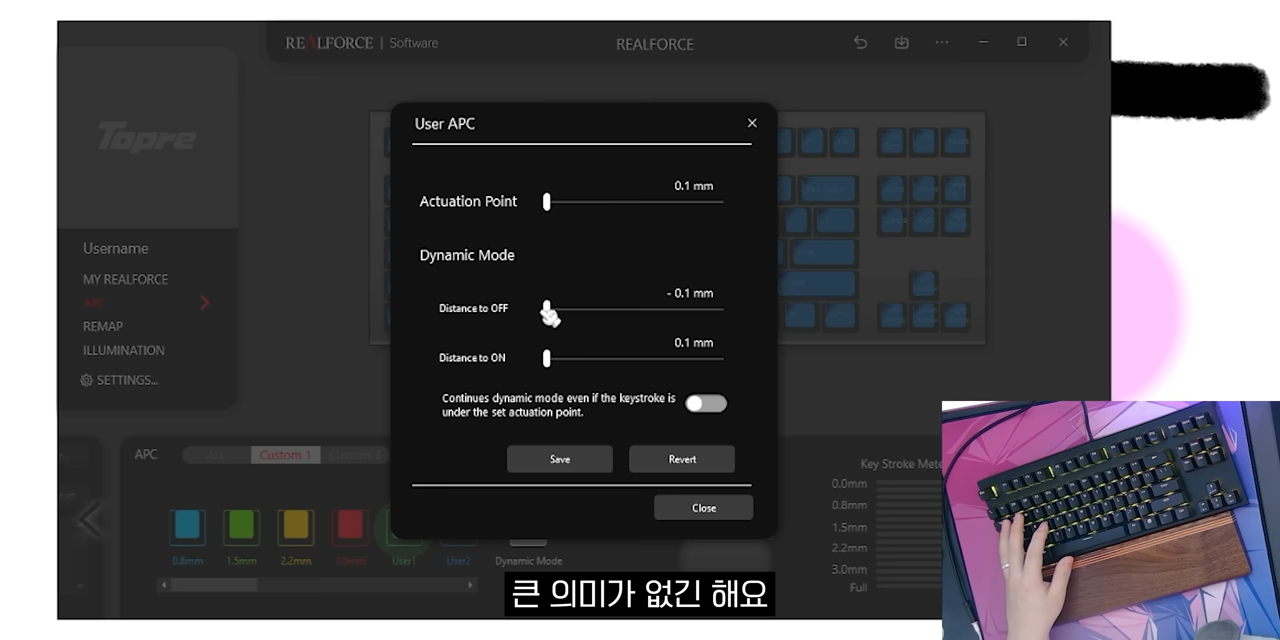 REALFORCE | Software
REALFORCE
Topre
User APC
Actuation Point
0.1 mm
Dynamic Mode
Distance to OFF
- 0.1 mm
Distance to ON
0.1 mm
Continues dynamic mode even if the keystroke is
under the set actuation point.
Save
Revert
Close
Username
MY REALFORCE
APC
REMAP
ILLUMINATION
SETTINGS...
APC
ALL
Custom 1
Custom 2
0.8mm
1.5mm
2.2mm
3.0mm
User1
User2
Dynamic Mode
Key Stroke Mete
0.0mm
0.8mm
1.5mm
2.2mm
3.0mm
Full
큰 의미가 없긴 해요